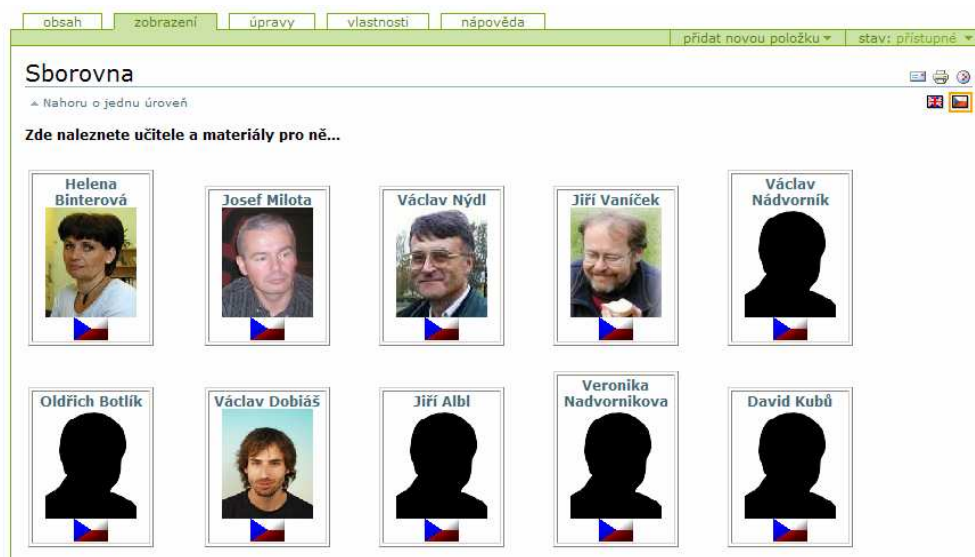 obsah zobrazení úpravy vlastnosti nápověda
přidat novou položku stav: přístupné
Sborovna
Nahoru o jednu úroveň
Zde naleznete učitele a materiály pro ně...
Helena
Binterová
Josef Milota
Václav Nýdl
Jiří Vaníček
Václav
Nádvorník
Oldřich Botlík
Václav Dobiáš
Jiří Albl
Veronika
Nadvornikova
David Kubů